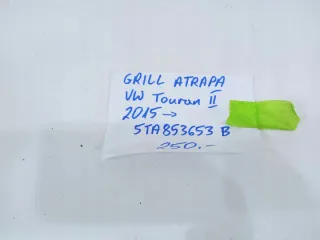 GRILL ATRAPA
VW Touran II
2015 →
5TA853653 B
250.-